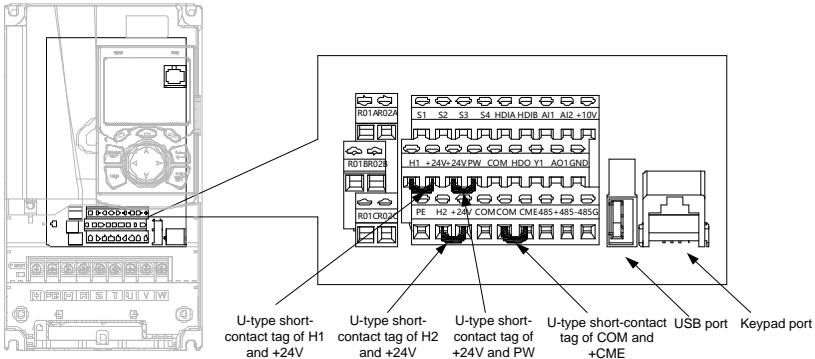 R01A R02A
S1 S2 S3 S4 HDIA HDIB AI1 AI2 +10V
R01B R02B
H1 +24V +24V PW COM HDO Y1 AO1 GND
R01C R02C
PE H2 +24V COM COM CME 485+ 485- 485G
(+) PB (-) R S T U V W
U-type short-
contact tag of H1
and +24V
U-type short-
contact tag of H2
and +24V
U-type short-
contact tag of
+24V and PW
U-type short-contact
tag of COM and
+CME
USB port
Keypad port